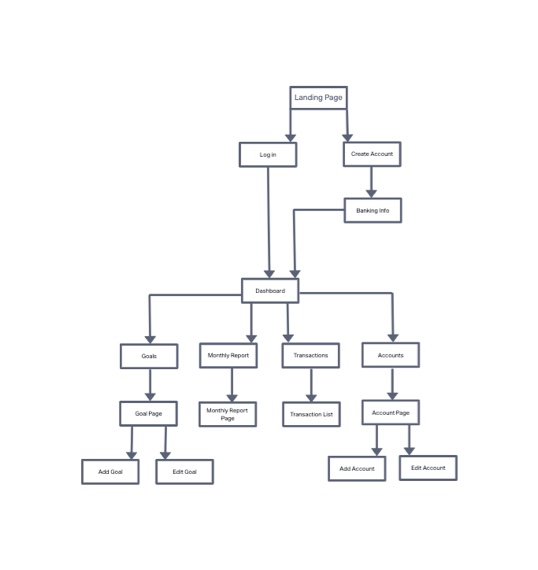 Landing Page
Log in
Create Account
Banking Info
Dashboard
Goals
Monthly Report
Transactions
Accounts
Goal Page
Monthly Report
Page
Transaction List
Account Page
Add Goal
Edit Goal
Add Account
Edit Account